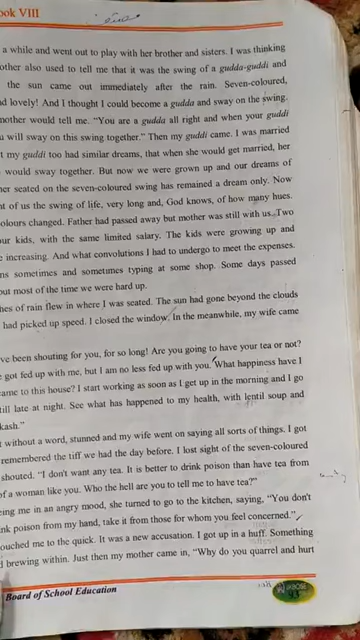 ook VIII
a while and went out to play with her brother and sisters. I was thinking
other also used to tell me that it was the swing of a gudda-guddi and
the sun came out immediately after the rain. Seven-coloured,
d lovely! And I thought I could become a gudda and sway on the swing.
nother would tell me. "You are a gudda all right and when your guddi
u will sway on this swing together." Then my guddi came. I was married
t my guddi too had similar dreams, that when she would get married, her
would sway together. But now we were grown up and our dreams of
her seated on the seven-coloured swing has remained a dream only. Now
t of us the swing of life, very long and, God knows, of how many hues.
olours changed. Father had passed away but mother was still with us. Two
ur kids, with the same limited salary. The kids were growing up and
e increasing. And what convolutions I had to undergo to meet the expenses.
ns sometimes and sometimes typing at some shop. Some days passed
out most of the time we were hard up.
hes of rain flew in where I was seated. The sun had gone beyond the clouds
had picked up speed. I closed the window. In the meanwhile, my wife came
ve been shouting for you, for so long! Are you going to have your tea or not?
got fed up with me, but I am no less fed up with you. What happiness have I
came to this house? I start working as soon as I get up in the morning and I go
till late at night. See what has happened to my health, with lentil soup and
kash."
t without a word, stunned and my wife went on saying all sorts of things. I got
remembered the tiff we had the day before. I lost sight of the seven-coloured
shouted. "I don't want any tea. It is better to drink poison than have tea from
of a woman like you. Who the hell are you to tell me to have tea?"
eing me in an angry mood, she turned to go to the kitchen, saying, "You don't
nk poison from my hand, take it from those for whom you feel concerned."
ouched me to the quick. It was a new accusation. I got up in a huff. Something
d brewing within. Just then my mother came in, "Why do you quarrel and hurt
Board of School Education